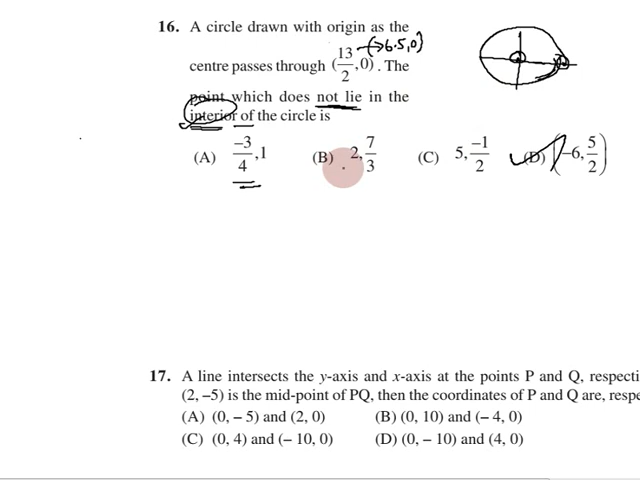 16. A circle drawn with origin as the
centre passes through (13/2, 0). The (→6.5,0)
point which does not lie in the
interior of the circle is
(A) -3/4, 1 (B) 2, 7/3 (C) 5, -1/2 (D) (-6, 5/2)
17. A line intersects the y-axis and x-axis at the points P and Q, respecti
(2, –5) is the mid-point of PQ, then the coordinates of P and Q are, respe
(A) (0, – 5) and (2, 0) (B) (0, 10) and (– 4, 0)
(C) (0, 4) and (– 10, 0) (D) (0, – 10) and (4, 0)